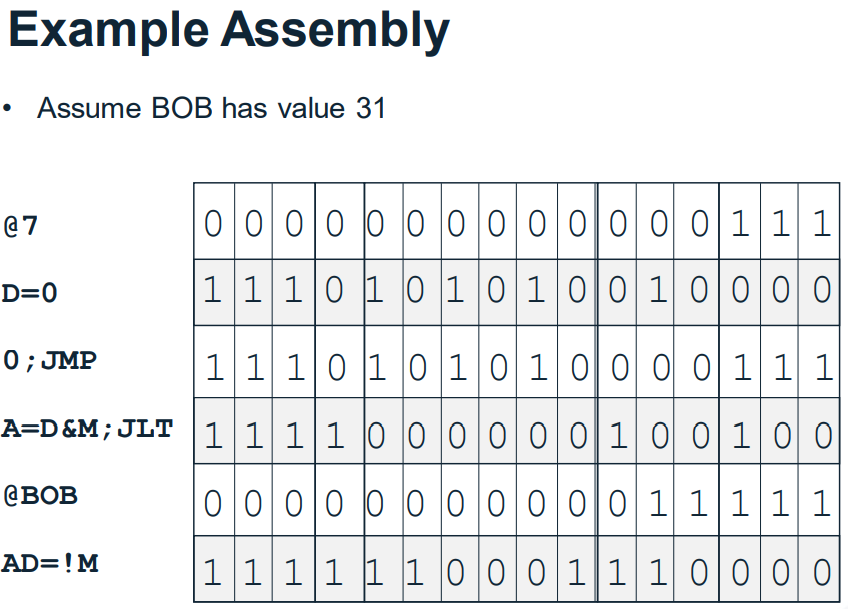 Example Assembly
• Assume BOB has value 31
@7 0 0 0 0 0 0 0 0 0 0 0 0 0 1 1 1
D=0 1 1 1 0 1 0 1 0 1 0 0 1 0 0 0 0
0;JMP 1 1 1 0 1 0 1 0 1 0 0 0 0 1 1 1
A=D&M;JLT 1 1 1 1 0 0 0 0 0 0 1 0 0 1 0 0
@BOB 0 0 0 0 0 0 0 0 0 0 0 1 1 1 1 1
AD=!M 1 1 1 1 1 1 0 0 0 1 1 1 0 0 0 0